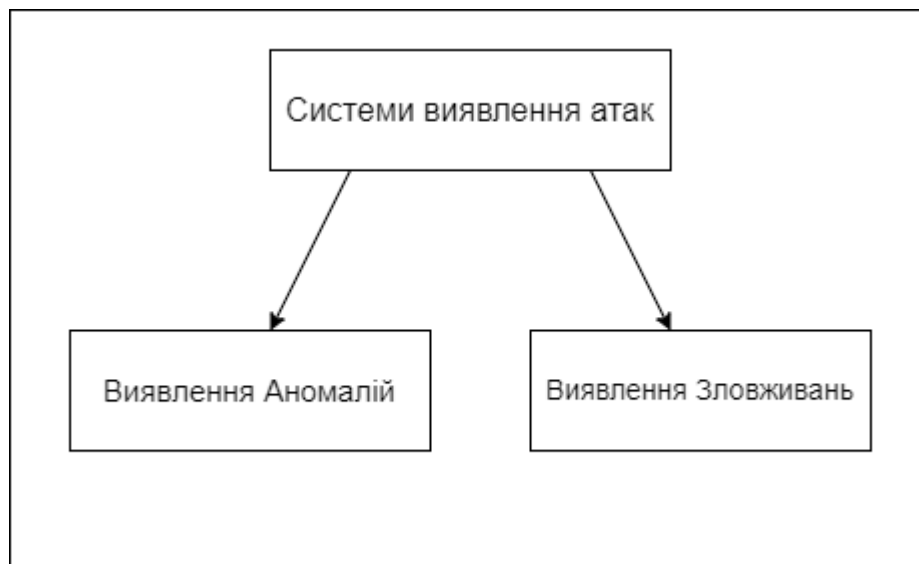 Системи виявлення атак
Виявлення Аномалій
Виявлення Зловживань